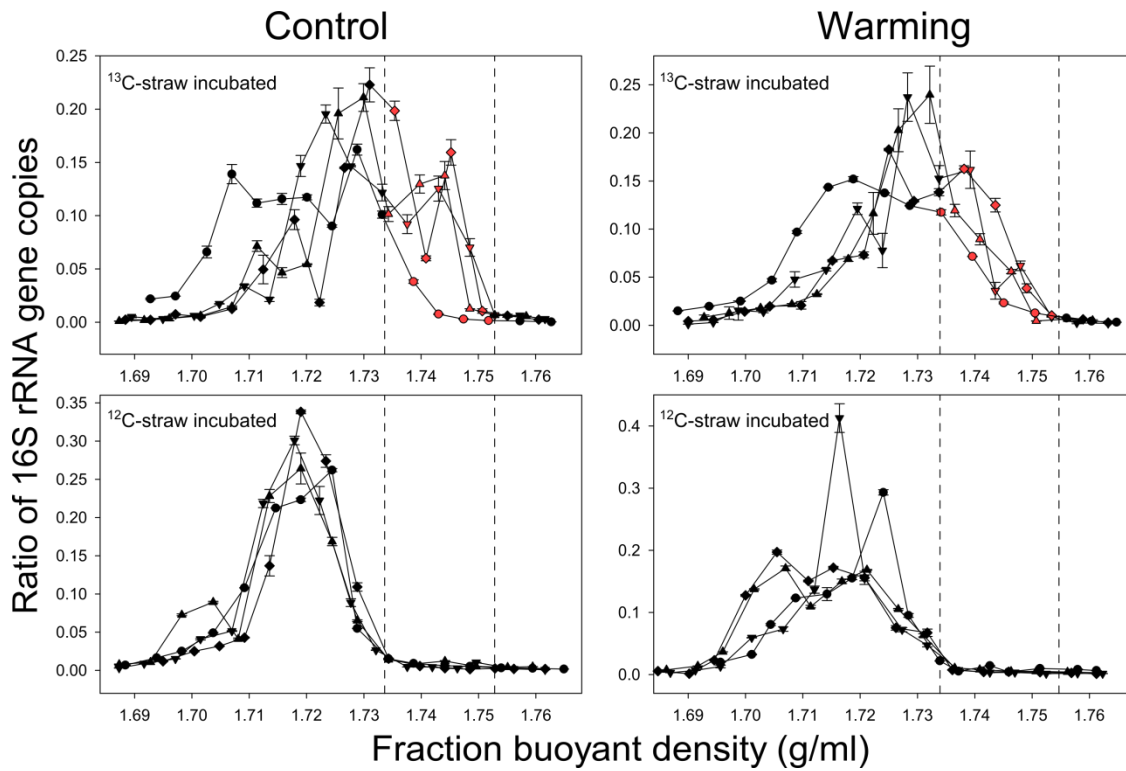 Control
Warming
Ratio of 16S rRNA gene copies
¹³C-straw incubated
0.25
0.20
0.15
0.10
0.05
0.00
1.69 1.70 1.71 1.72 1.73 1.74 1.75 1.76
¹³C-straw incubated
0.25
0.20
0.15
0.10
0.05
0.00
1.69 1.70 1.71 1.72 1.73 1.74 1.75 1.76
¹²C-straw incubated
0.35
0.30
0.25
0.20
0.15
0.10
0.05
0.00
1.69 1.70 1.71 1.72 1.73 1.74 1.75 1.76
¹²C-straw incubated
0.4
0.3
0.2
0.1
0.0
1.69 1.70 1.71 1.72 1.73 1.74 1.75 1.76
Fraction buoyant density (g/ml)